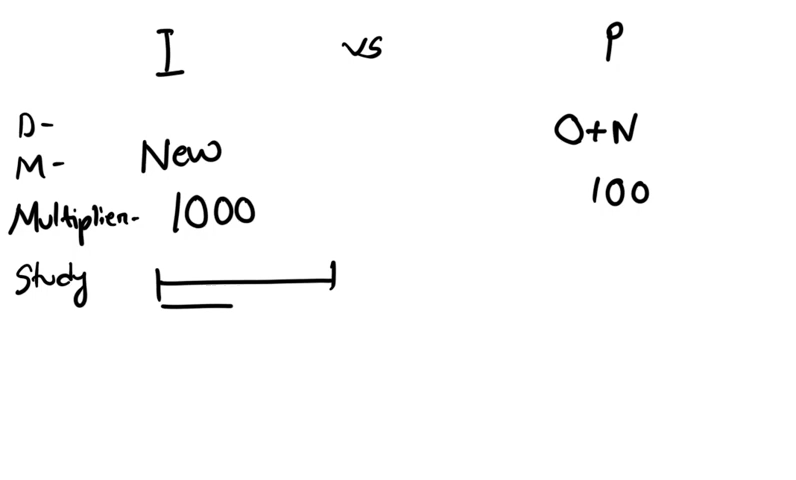 I vs P
D-
O+N
M- New
Multiplier- 1000 100
Study